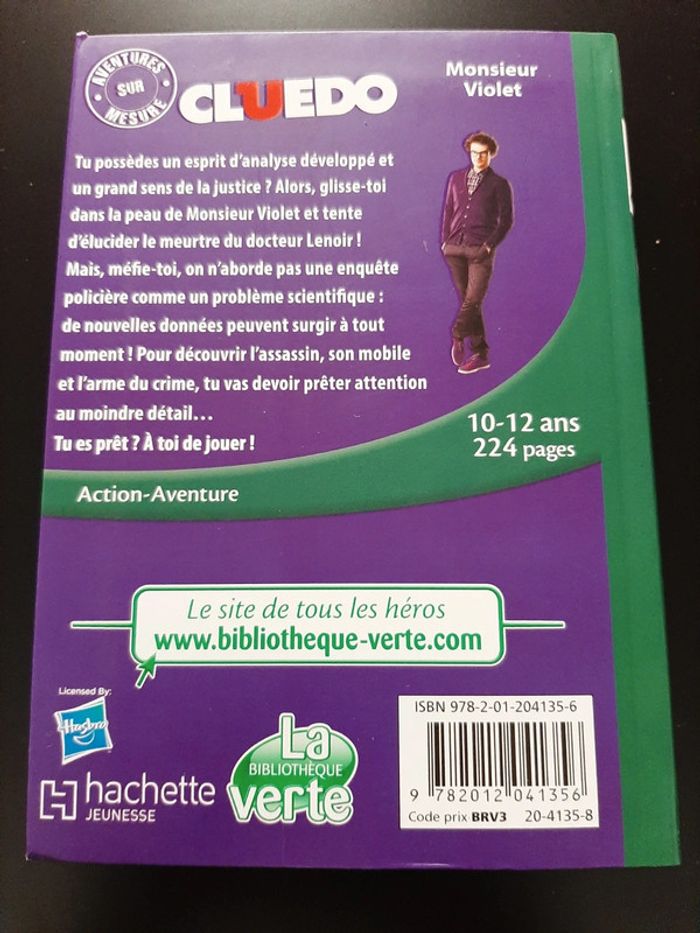 AVENTURES
SUR
MESURE
CLUEDO
Monsieur
Violet
Tu possèdes un esprit d'analyse développé et
un grand sens de la justice ? Alors, glisse-toi
dans la peau de Monsieur Violet et tente
d'élucider le meurtre du docteur Lenoir !
Mais, méfie-toi, on n'aborde pas une enquête
policière comme un problème scientifique :
de nouvelles données peuvent surgir à tout
moment ! Pour découvrir l'assassin, son mobile
et l'arme du crime, tu vas devoir prêter attention
au moindre détail...
Tu es prêt ? À toi de jouer !
10-12 ans
224 pages
Action-Aventure
Le site de tous les héros
www.bibliotheque-verte.com
Licensed By:
Hasbro
hachette
JEUNESSE
La
BIBLIOTHÈQUE
verte
ISBN 978-2-01-204135-6
9 782012 041356
Code prix BRV3 20-4135-8